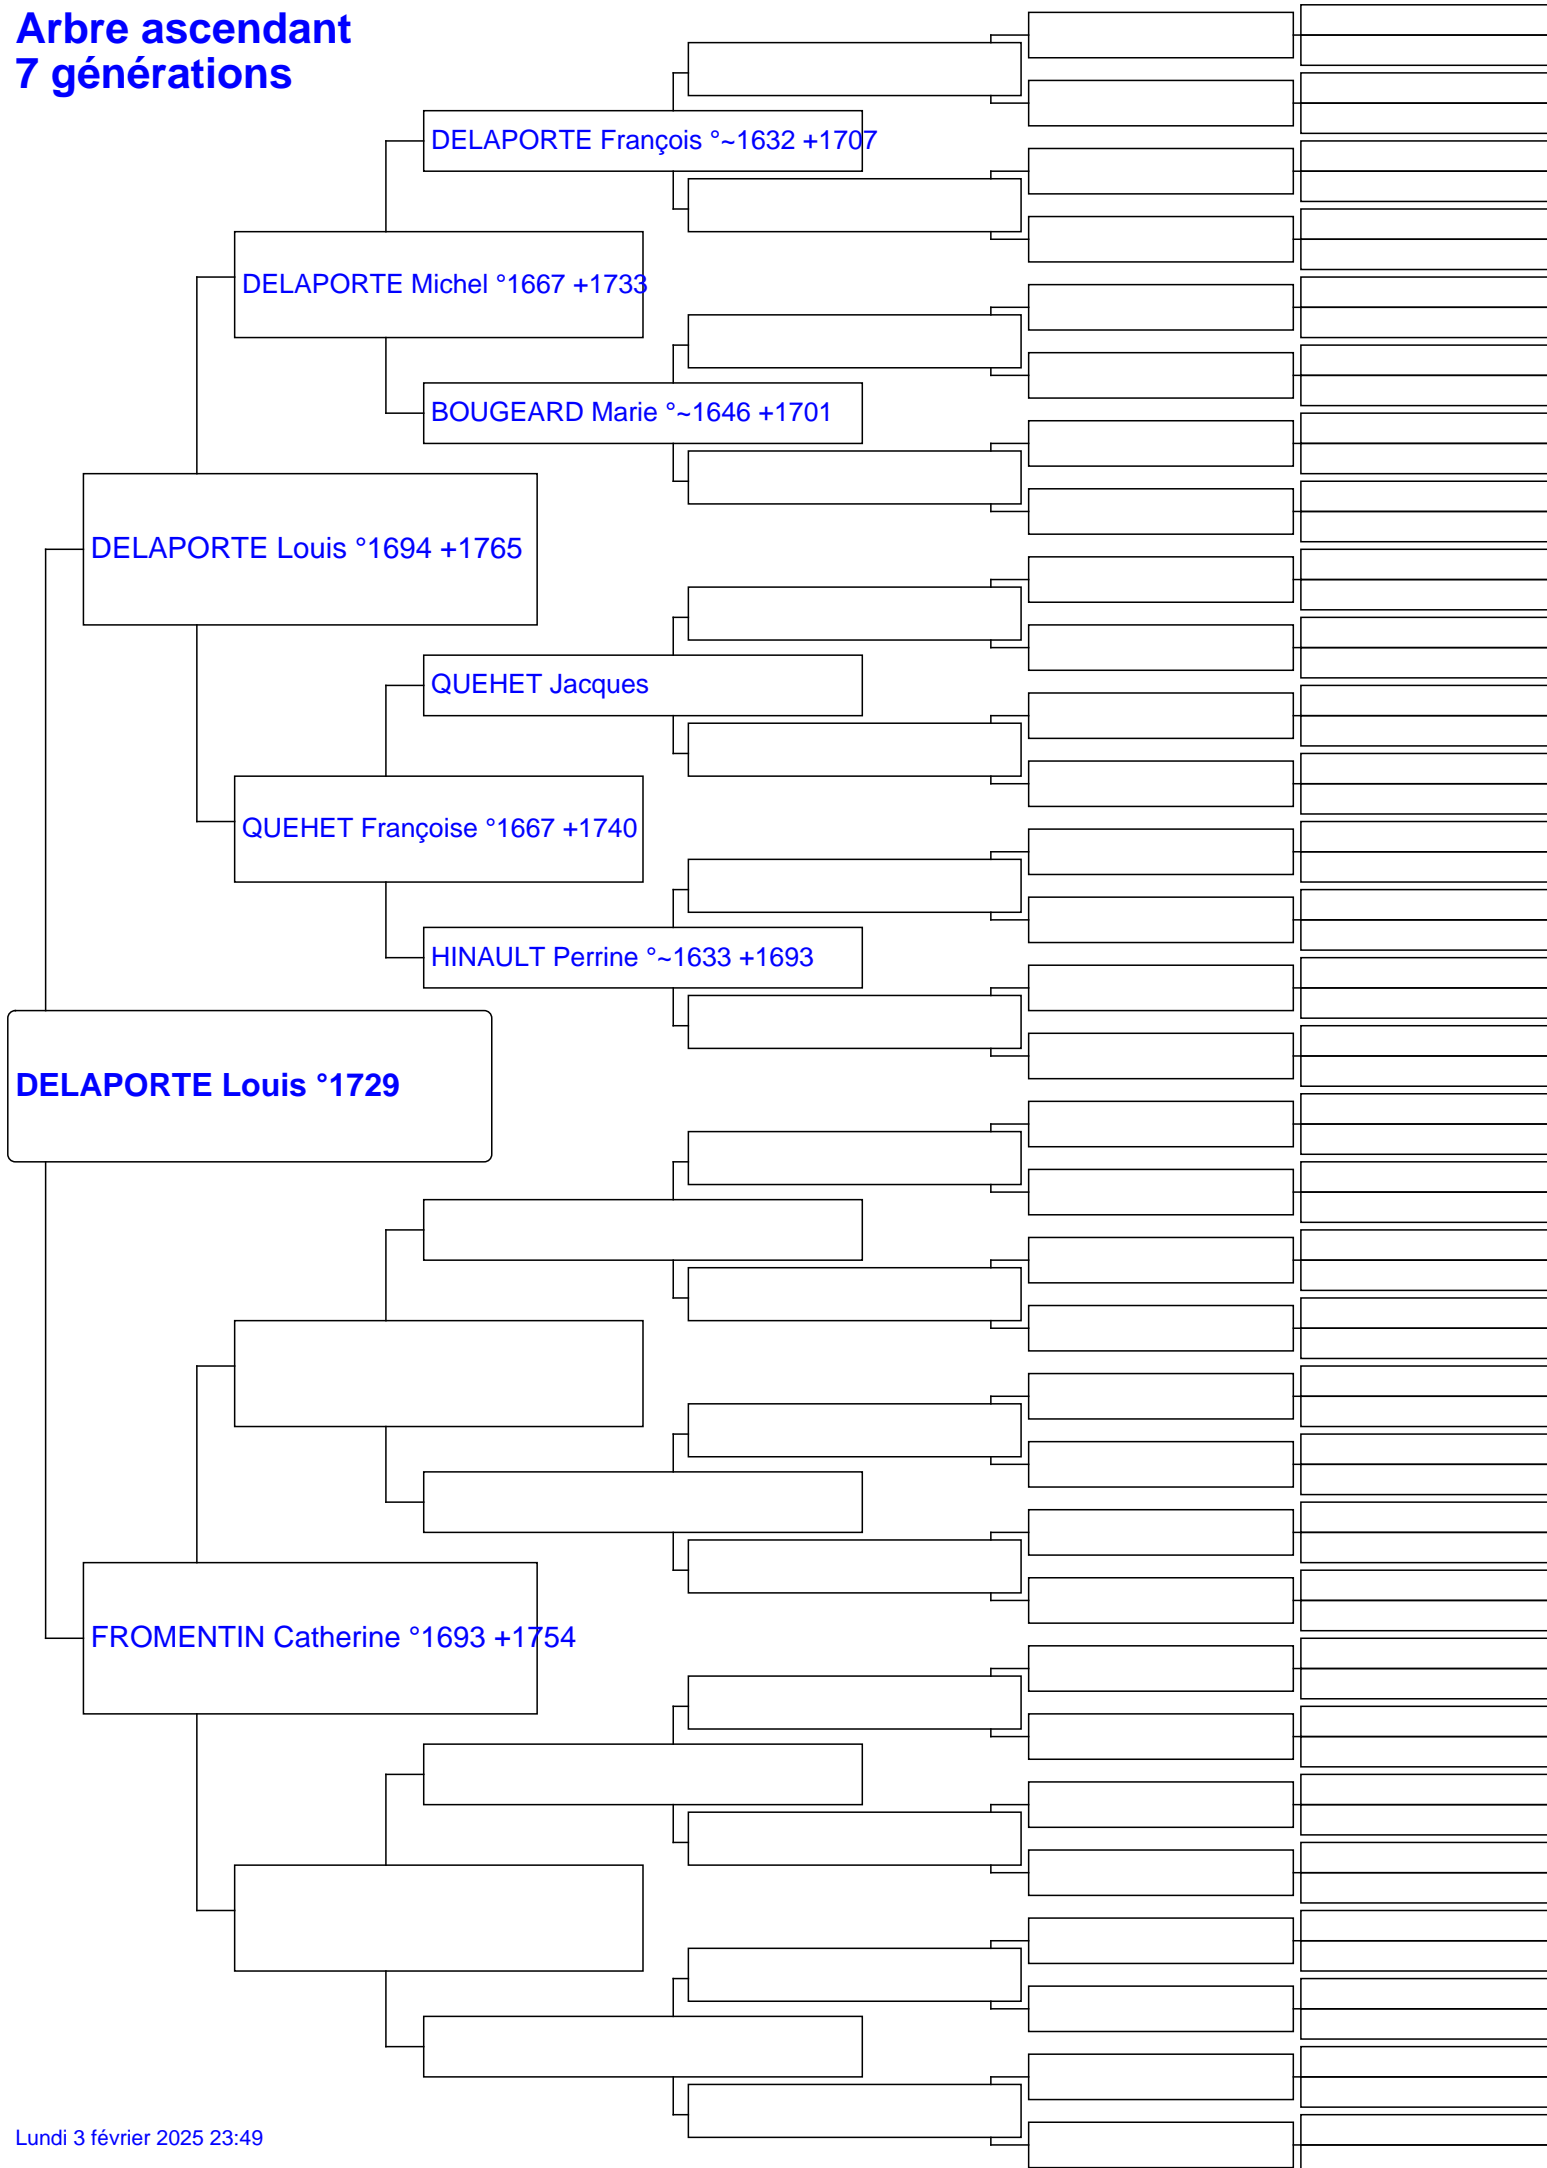 Arbre ascendant
7 générations
DELAPORTE François °~1632 +1707
DELAPORTE Michel °1667 +1733
BOUGEARD Marie °~1646 +1701
DELAPORTE Louis °1694 +1765
QUEHET Jacques
QUEHET Françoise °1667 +1740
HINAULT Perrine °~1633 +1693
DELAPORTE Louis °1729
FROMENTIN Catherine °1693 +1754
Lundi 3 février 2025 23:49